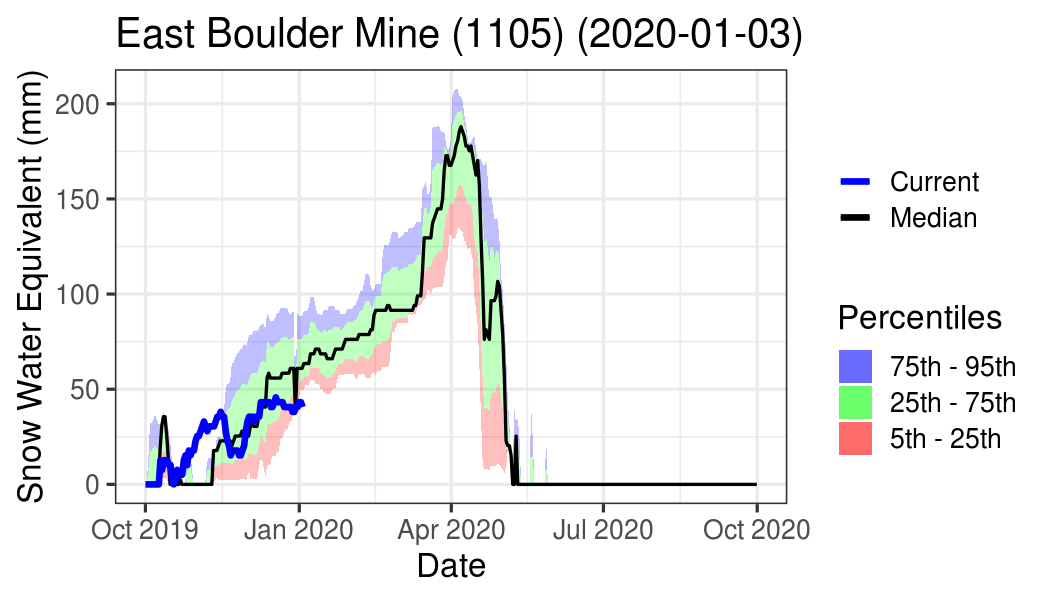 East Boulder Mine (1105) (2020-01-03)
Snow Water Equivalent (mm)
200
150
100
50
0
Oct 2019
Jan 2020
Apr 2020
Jul 2020
Oct 2020
Date
Current
Median
Percentiles
75th - 95th
25th - 75th
5th - 25th